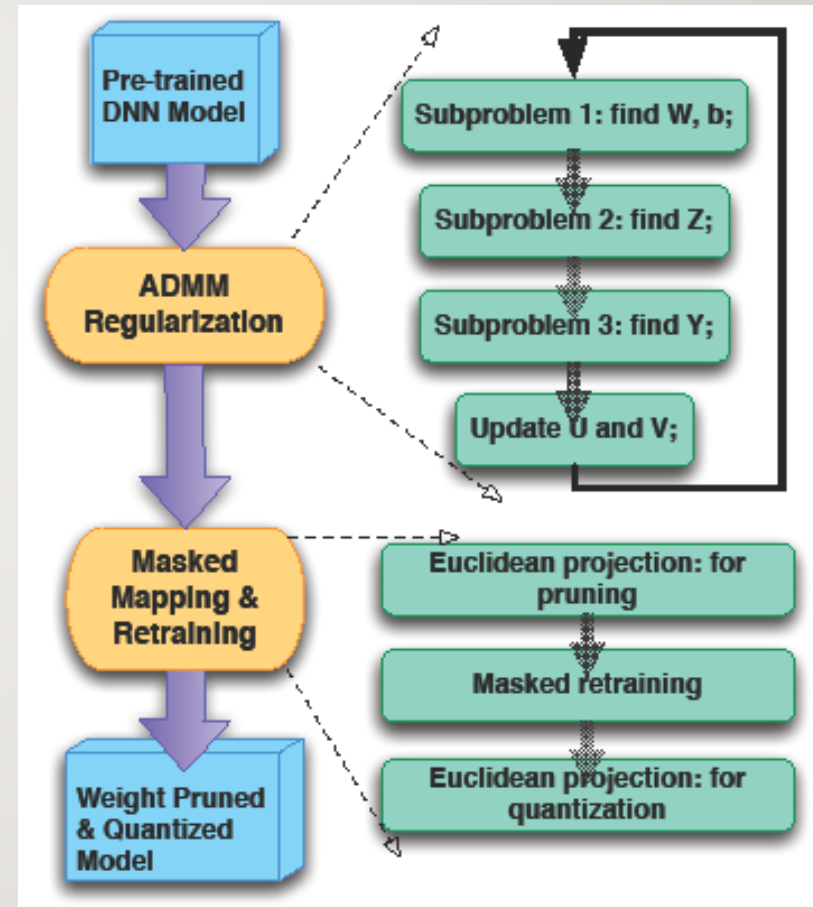 Pre-trained
DNN Model
ADMM
Regularization
Masked
Mapping &
Retraining
Weight Pruned
& Quantized
Model
Subproblem 1: find W, b;
Subproblem 2: find Z;
Subproblem 3: find Y;
Update U and V;
Euclidean projection: for
pruning
Masked retraining
Euclidean projection: for
quantization